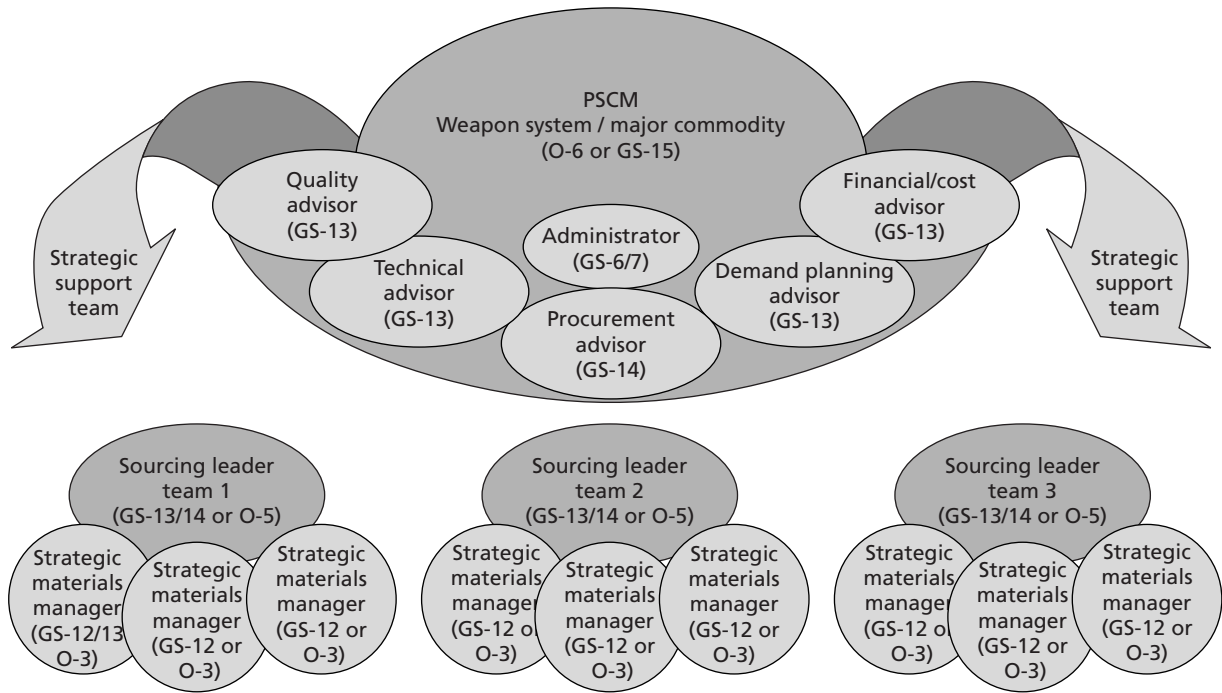 PSCM
Weapon system / major commodity
(O-6 or GS-15)
Quality
advisor
(GS-13)
Financial/cost
advisor
(GS-13)
Administrator
(GS-6/7)
Technical
advisor
(GS-13)
Demand planning
advisor
(GS-13)
Procurement
advisor
(GS-14)
Strategic
support
team
Strategic
support
team
Sourcing leader
team 1
(GS-13/14 or O-5)
Strategic
materials
manager
(GS-12/13
O-3)
Strategic
materials
manager
(GS-12 or
O-3)
Strategic
materials
manager
(GS-12 or
O-3)
Sourcing leader
team 2
(GS-13/14 or O-5)
Strategic
materials
manager
(GS-12 or
O-3)
Strategic
materials
manager
(GS-12 or
O-3)
Strategic
materials
manager
(GS-12 or
O-3)
Sourcing leader
team 3
(GS-13/14 or O-5)
Strategic
materials
manager
(GS-12 or
O-3)
Strategic
materials
manager
(GS-12 or
O-3)
Strategic
materials
manager
(GS-12 or
O-3)